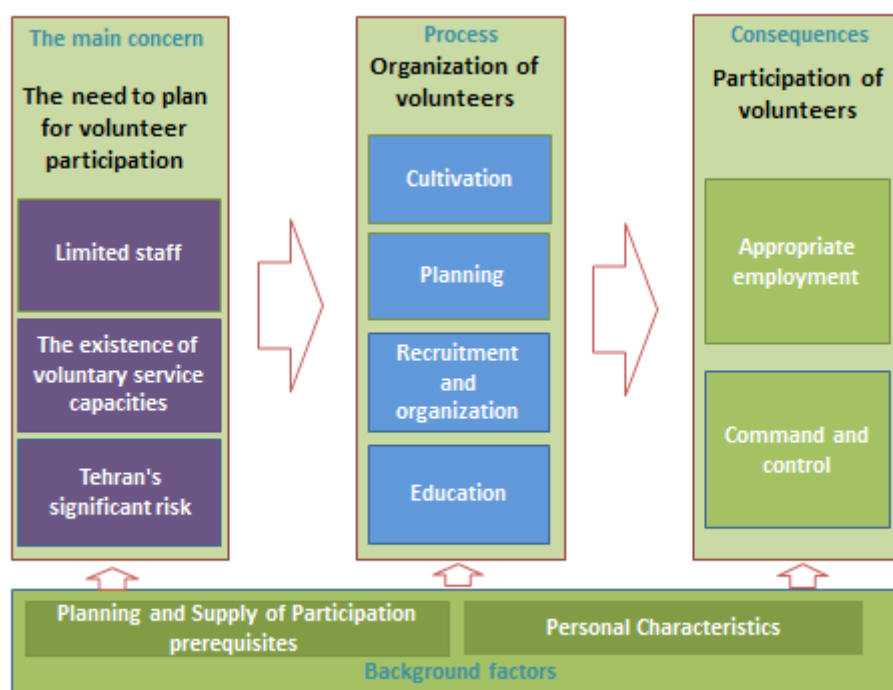 The main concern
The need to plan
for volunteer
participation
Limited staff
The existence of
voluntary service
capacities
Tehran's
significant risk
Process
Organization of
volunteers
Cultivation
Planning
Recruitment
and
organization
Education
Consequences
Participation of
volunteers
Appropriate
employment
Command and
control
Planning and Supply of Participation
prerequisites
Personal Characteristics
Background factors